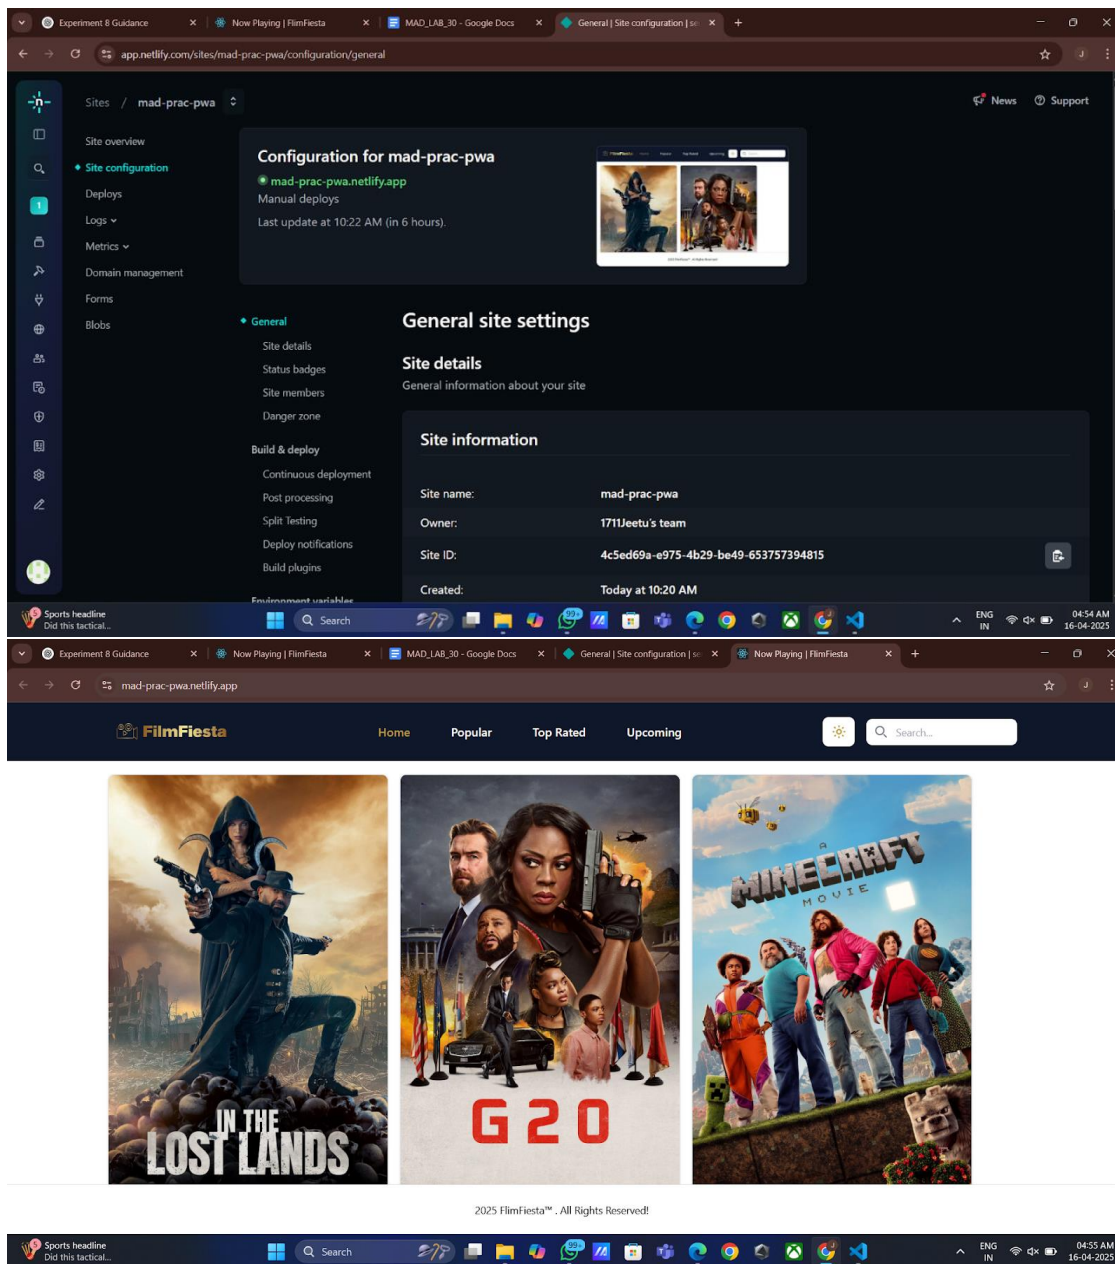 Experiment 8 Guidance
Now Playing | FlimFiesta
MAD_LAB_30 - Google Docs
General | Site configuration | se
app.netlify.com/sites/mad-prac-pwa/configuration/general
J
Sites / mad-prac-pwa
News
Support
Site overview
Site configuration
Deploys
Logs
Metrics
Domain management
Forms
Blobs
1
Configuration for mad-prac-pwa
mad-prac-pwa.netlify.app
Manual deploys
Last update at 10:22 AM (in 6 hours).
General
Site details
Status badges
Site members
Danger zone
Build & deploy
Continuous deployment
Post processing
Split Testing
Deploy notifications
Build plugins
Environment variables
General site settings
Site details
General information about your site
Site information
Site name: mad-prac-pwa
Owner: 1711Jeetu's team
Site ID: 4c5ed69a-e975-4b29-be49-653757394815
Created: Today at 10:20 AM
5
Sports headline
Did this tactical...
Search
99+
ENG
IN
04:54 AM
16-04-2025
Experiment 8 Guidance
Now Playing | FlimFiesta
MAD_LAB_30 - Google Docs
General | Site configuration | se
Now Playing | FlimFiesta
mad-prac-pwa.netlify.app
J
FilmFiesta
Home
Popular
Top Rated
Upcoming
Search...
IN THE
LOST LANDS
G20
A
MINECRAFT
MOVIE
2025 FlimFiesta™ . All Rights Reserved!
5
Sports headline
Did this tactical...
Search
99+
ENG
IN
04:55 AM
16-04-2025